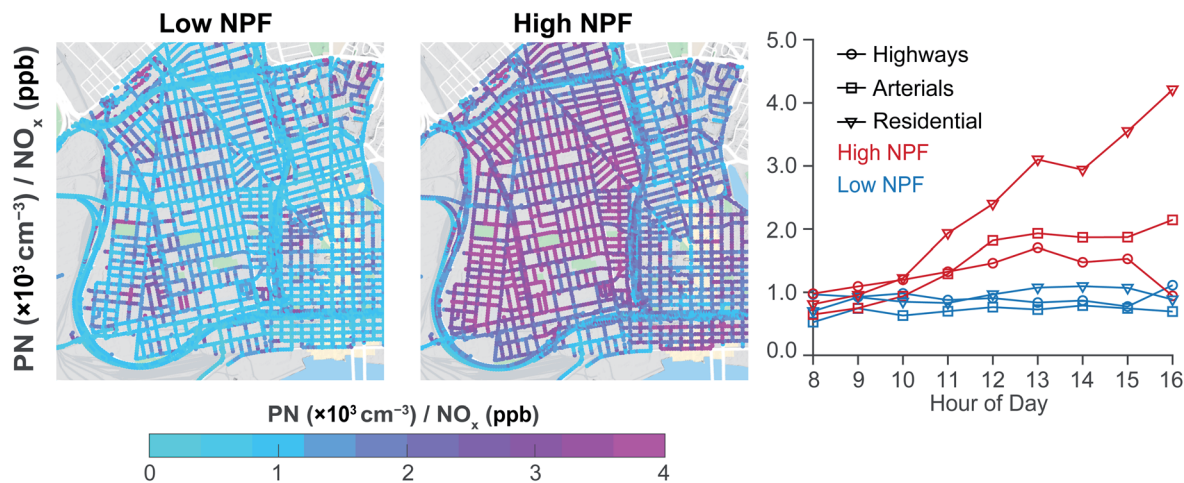 Low NPF
High NPF
PN (×10³ cm⁻³) / NOₓ (ppb)
PN (×10³ cm⁻³) / NOₓ (ppb)
0 1 2 3 4
5.0
4.0
3.0
2.0
1.0
0.0
Highways
Arterials
Residential
High NPF
Low NPF
8 9 10 11 12 13 14 15 16
Hour of Day